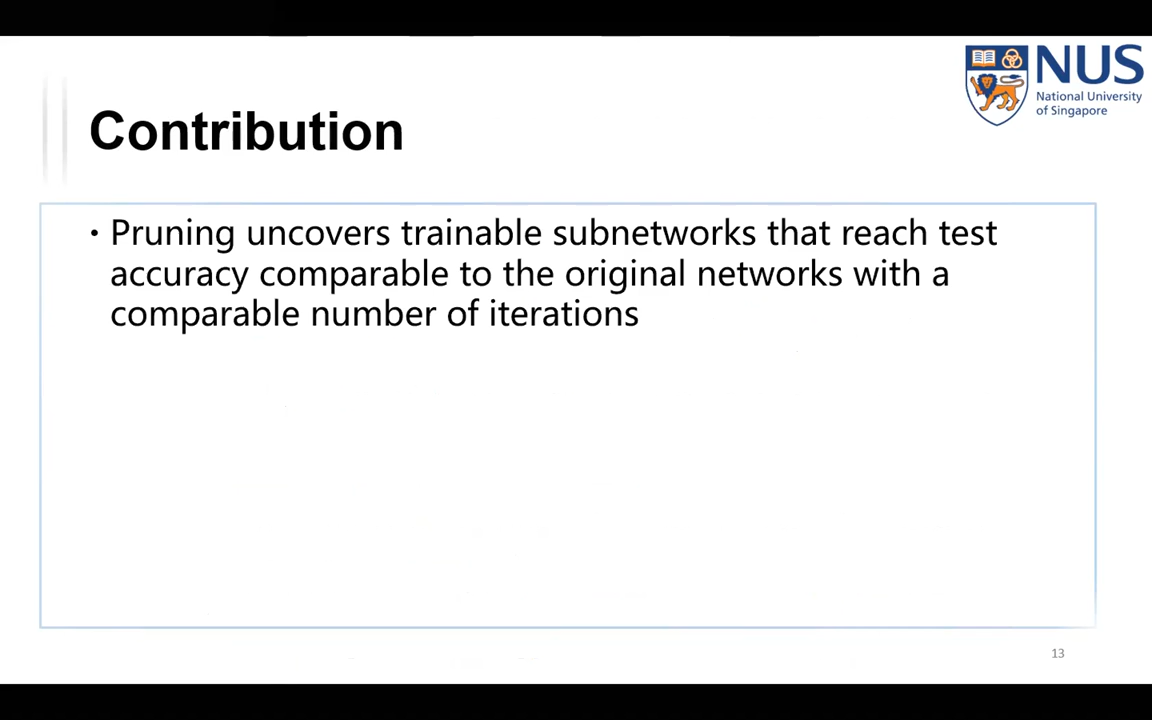 NUS
National University
of Singapore
Contribution
• Pruning uncovers trainable subnetworks that reach test
accuracy comparable to the original networks with a
comparable number of iterations
13